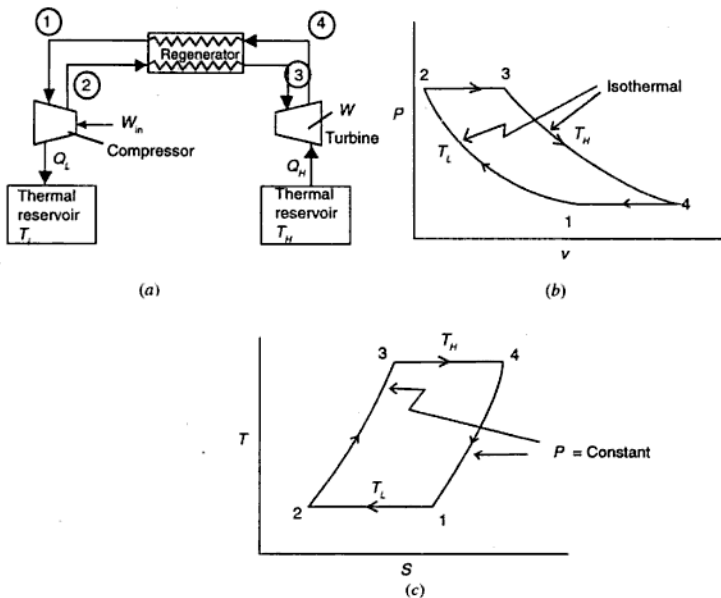 1
4
Regenerator
2
3
W_in
W
Compressor
Turbine
Q_L
Q_H
Thermal
reservoir
T_L
Thermal
reservoir
T_H
(a)
P
2
3
Isothermal
T_H
T_L
1
4
v
(b)
T
3
T_H
4
P = Constant
T_L
2
1
S
(c)